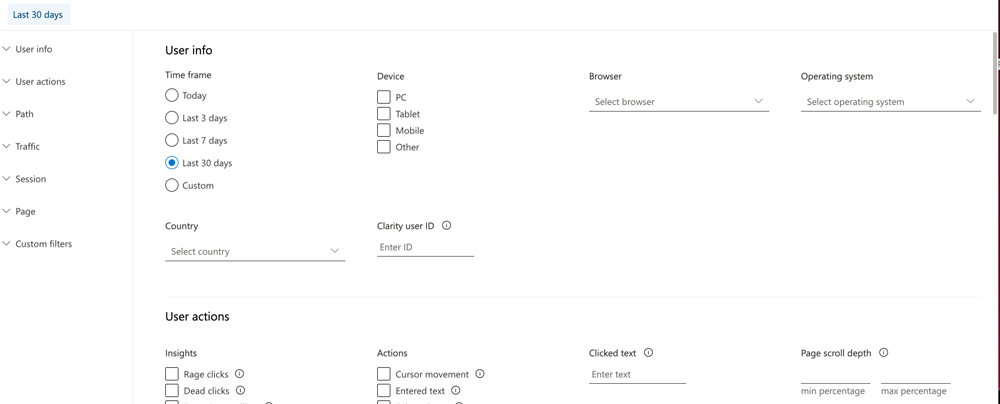 Last 30 days
User info
User actions
Path
Traffic
Session
Page
Custom filters
User info
Time frame
Today
Last 3 days
Last 7 days
Last 30 days
Custom
Device
PC
Tablet
Mobile
Other
Browser
Select browser
Operating system
Select operating system
Country
Select country
Clarity user ID
Enter ID
User actions
Insights
Rage clicks
Dead clicks
Actions
Cursor movement
Entered text
Clicked text
Enter text
Page scroll depth
min percentage
max percentage